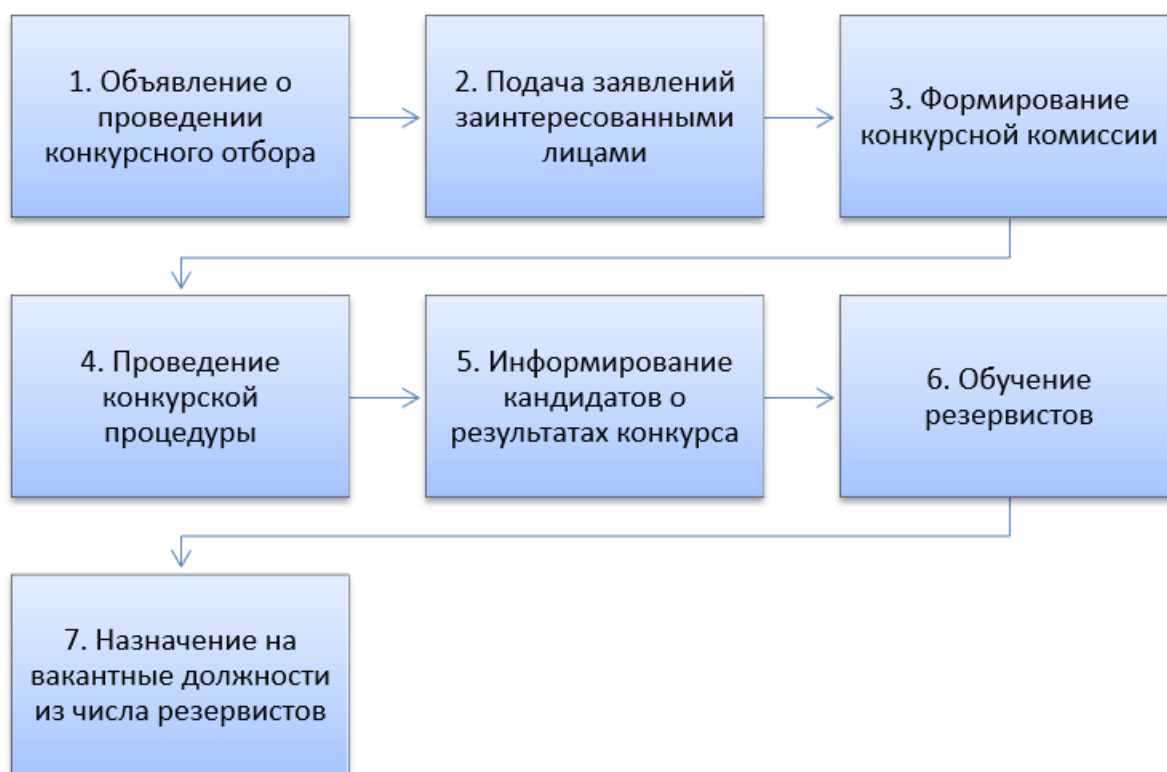 1. Объявление о
проведении
конкурсного отбора
2. Подача заявлений
заинтересованными
лицами
3. Формирование
конкурсной комиссии
4. Проведение
конкурской
процедуры
5. Информирование
кандидатов о
результатах конкурса
6. Обучение
резервистов
7. Назначение на
вакантные должности
из числа резервистов